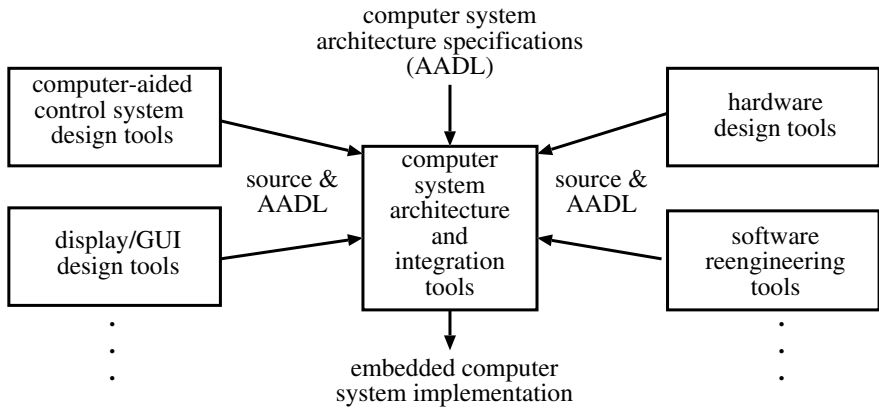 computer system
architecture specifications
(AADL)
computer-aided
control system
design tools
hardware
design tools
source &
AADL
computer
system
architecture
and
integration
tools
source &
AADL
display/GUI
design tools
software
reengineering
tools
embedded computer
system implementation